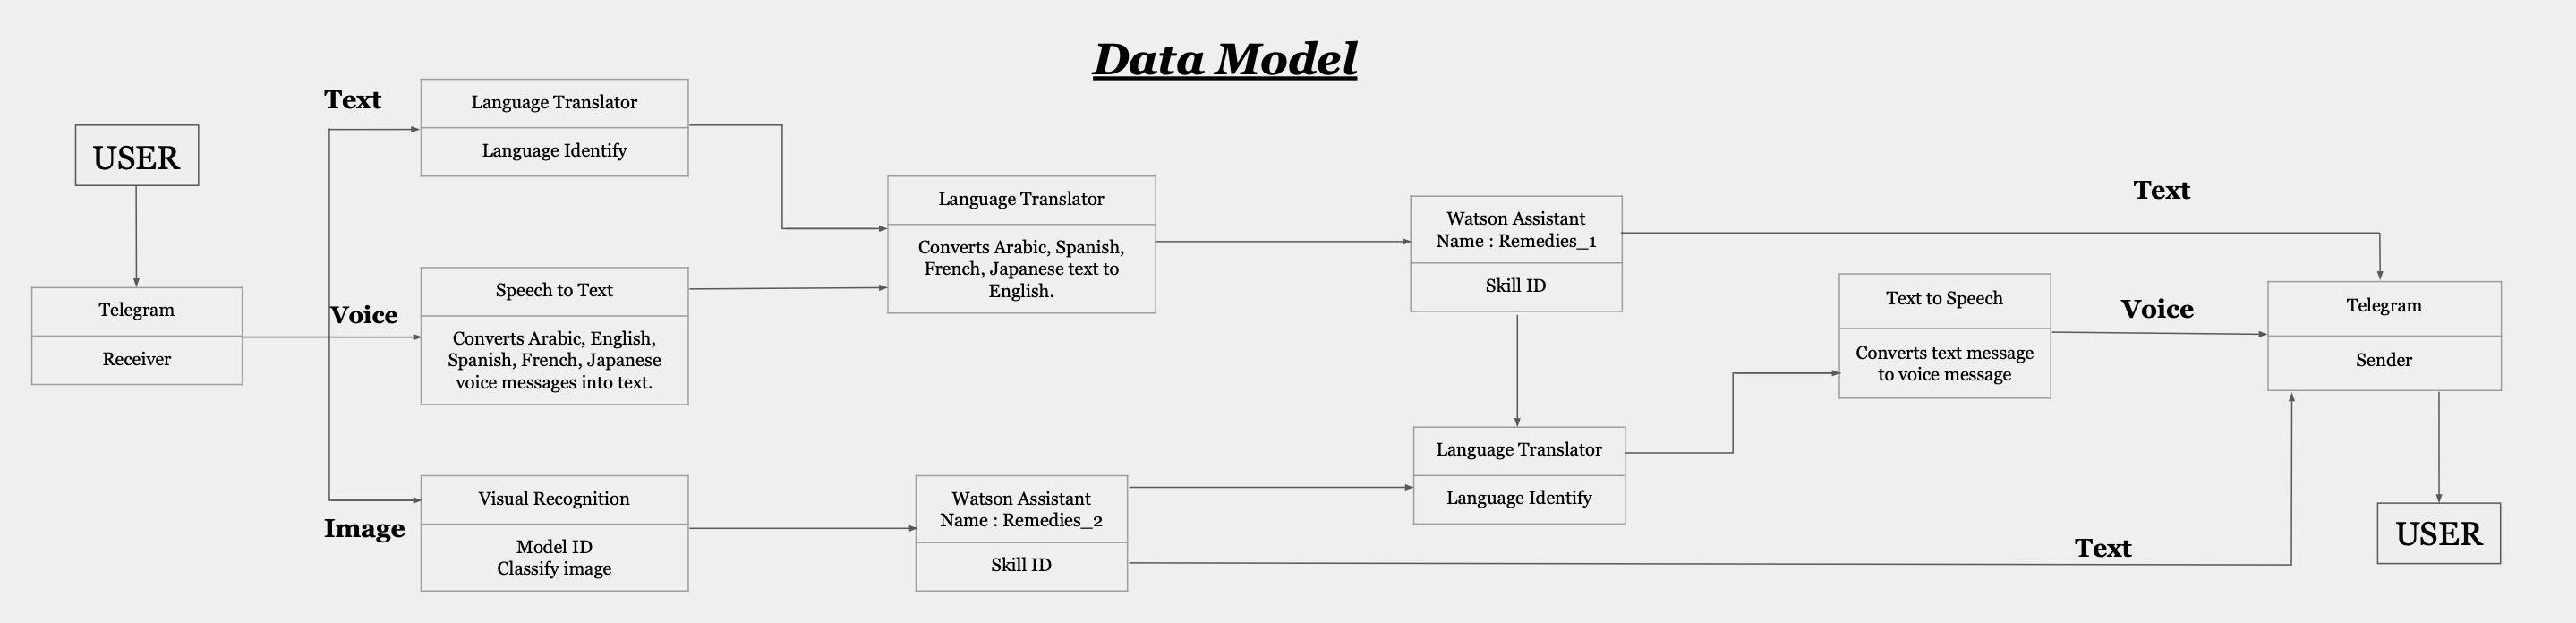 Data Model
USER
Telegram
Receiver
Text
Language Translator
Language Identify
Voice
Speech to Text
Converts Arabic, English,
Spanish, French, Japanese
voice messages into text.
Image
Visual Recognition
Model ID
Classify image
Language Translator
Converts Arabic, Spanish,
French, Japanese text to
English.
Watson Assistant
Name : Remedies_2
Skill ID
Watson Assistant
Name : Remedies_1
Skill ID
Language Translator
Language Identify
Text to Speech
Converts text message
to voice message
Text
Voice
Text
Telegram
Sender
USER